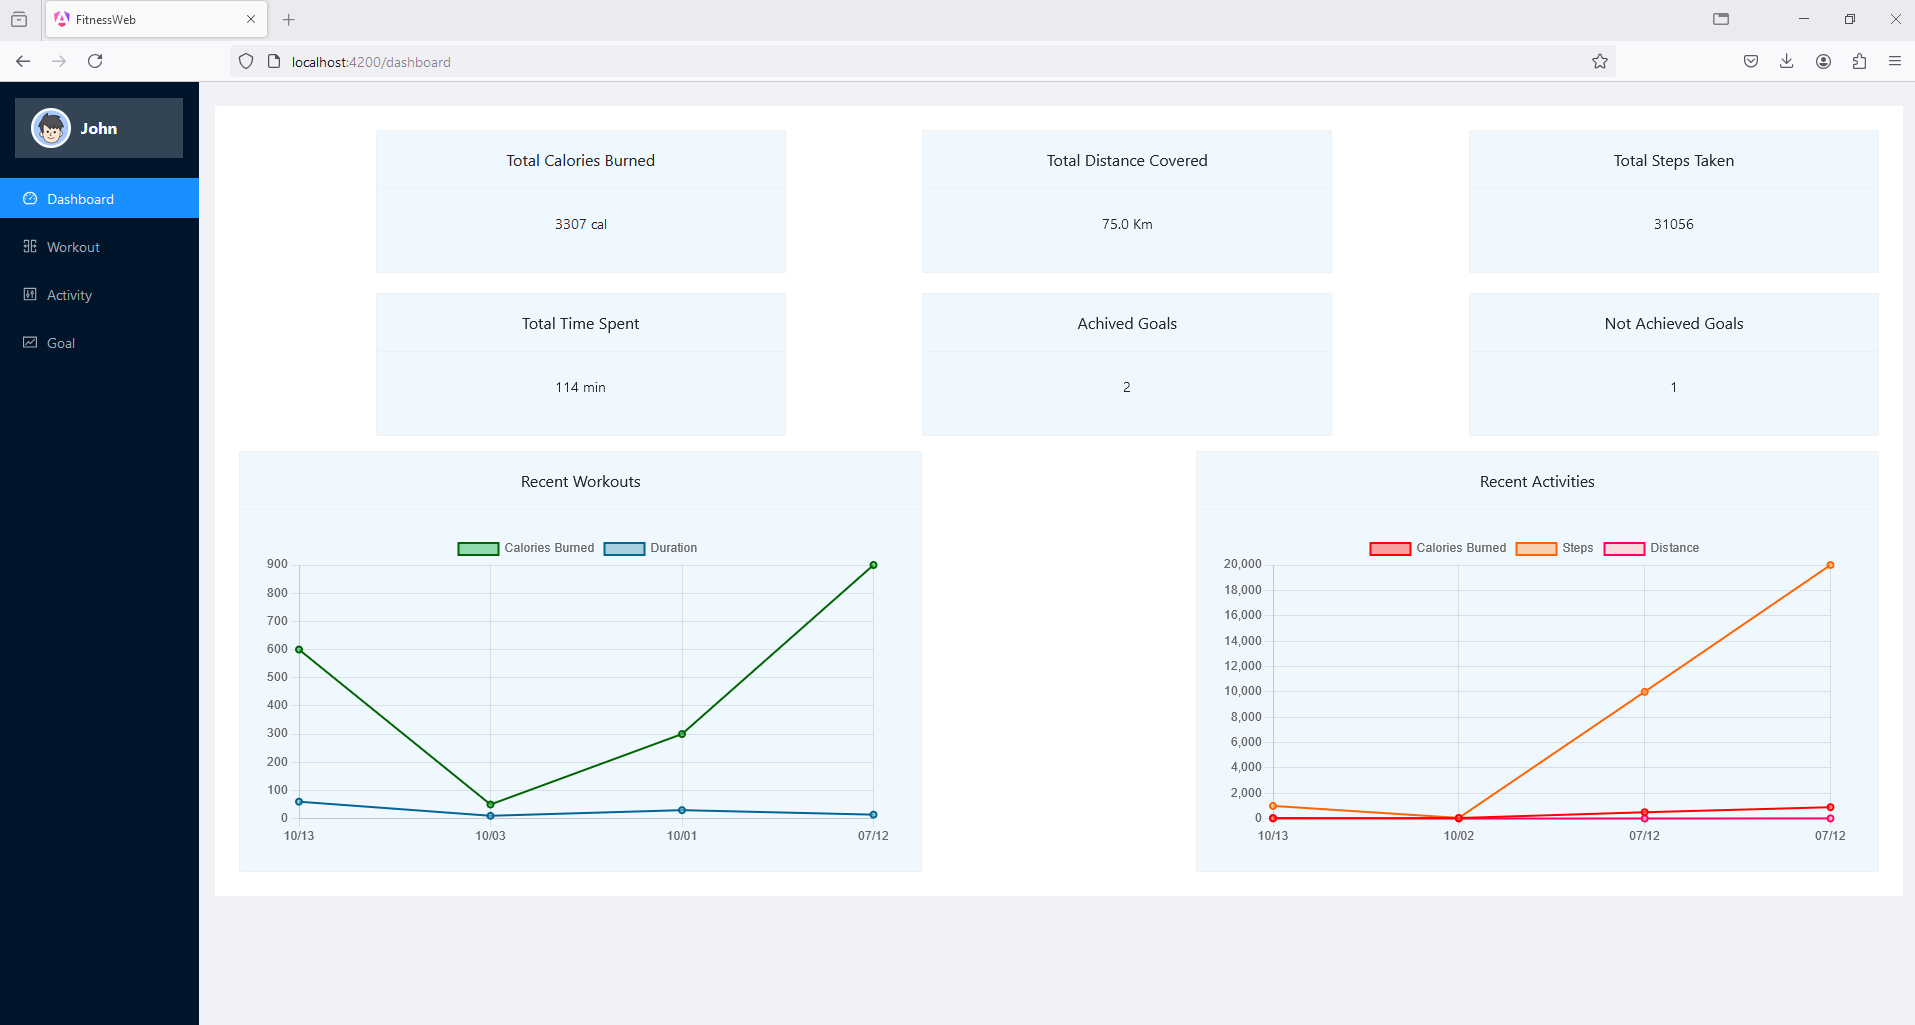 FitnessWeb
localhost:4200/dashboard
John
Dashboard
Workout
Activity
Goal
Total Calories Burned
3307 cal
Total Distance Covered
75.0 Km
Total Steps Taken
31056
Total Time Spent
114 min
Achived Goals
2
Not Achieved Goals
1
Recent Workouts
Calories Burned Duration
900
800
700
600
500
400
300
200
100
0
10/13 10/03 10/01 07/12
Recent Activities
Calories Burned Steps Distance
20,000
18,000
16,000
14,000
12,000
10,000
8,000
6,000
4,000
2,000
0
10/13 10/02 07/12 07/12